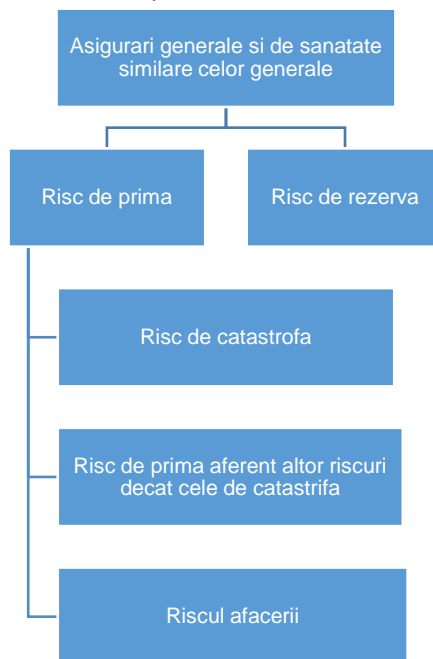 Asigurari generale si de sanatate
similare celor generale
Risc de prima
Risc de rezerva
Risc de catastrofa
Risc de prima aferent altor riscuri
decat cele de catastrifa
Riscul afacerii